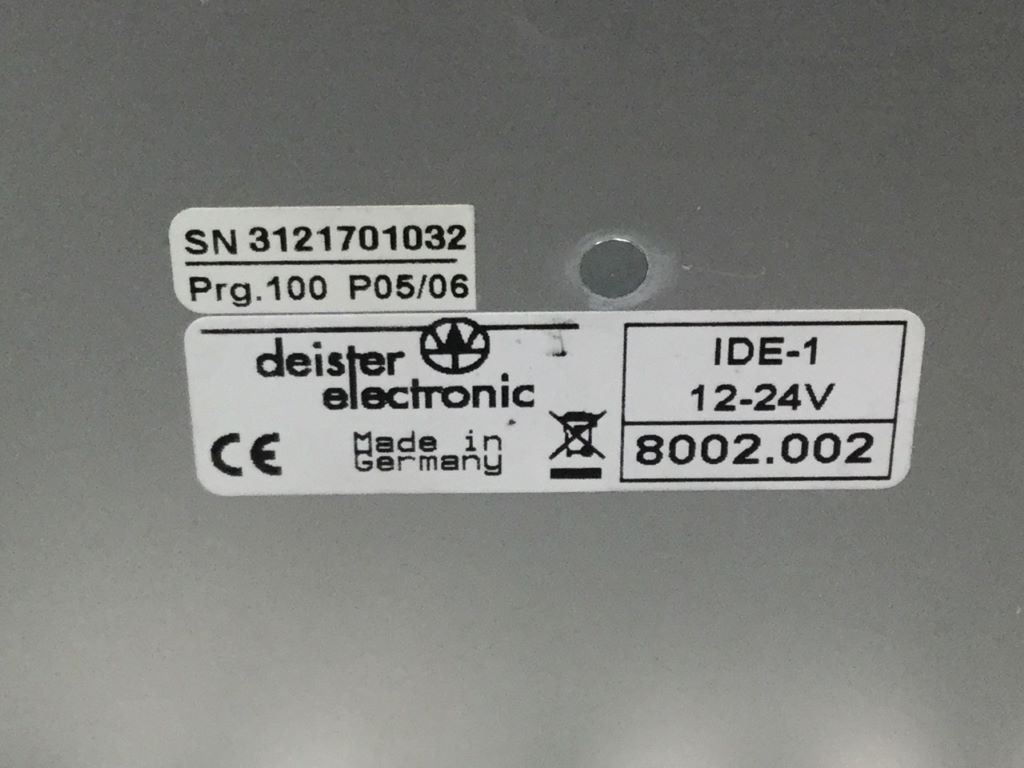 SN 3121701032
Prg.100 P05/06
deister
electronic
CE
Made in
Germany
IDE-1
12-24V
8002.002